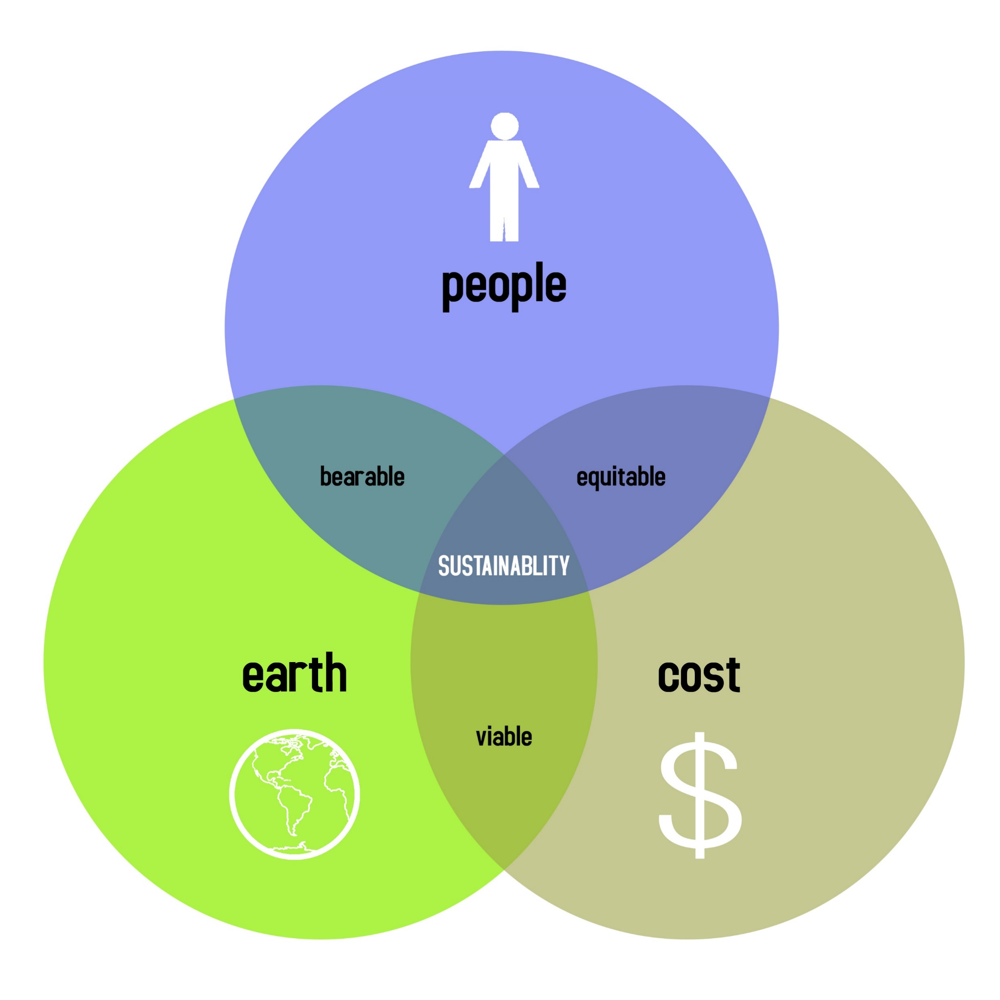 people
bearable
equitable
SUSTAINABLITY
earth
cost
viable
$